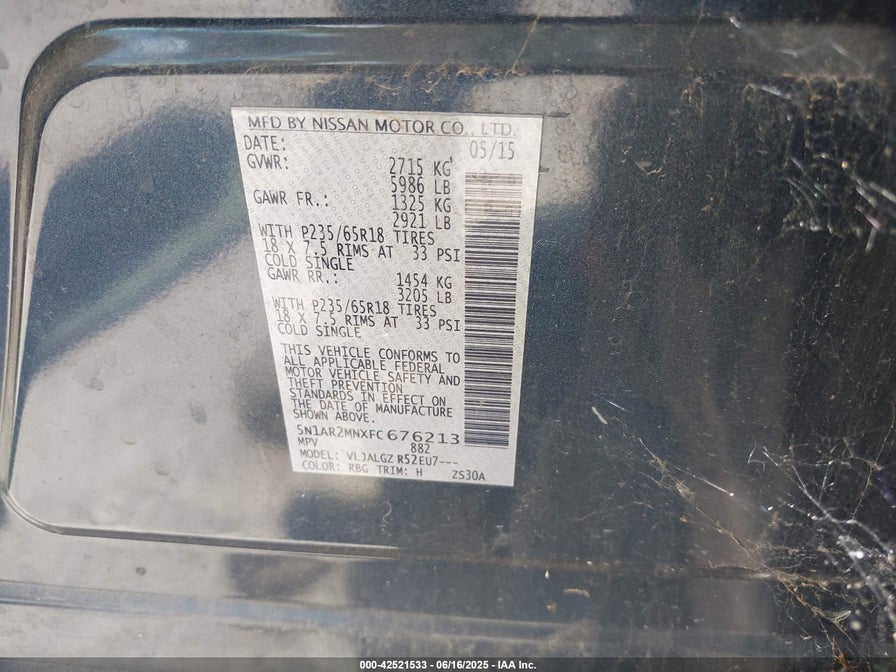 MFD BY NISSAN MOTOR CO., LTD.
DATE: 05/15
GVWR: 2715 KG
5986 LB
GAWR FR.: 1325 KG
2921 LB
WITH P235/65R18 TIRES
18 X 7.5 RIMS AT 33 PSI
COLD SINGLE
GAWR RR.: 1454 KG
3205 LB
WITH P235/65R18 TIRES
18 X 7.5 RIMS AT 33 PSI
COLD SINGLE
THIS VEHICLE CONFORMS TO
ALL APPLICABLE FEDERAL
MOTOR VEHICLE SAFETY AND
THEFT PREVENTION
STANDARDS IN EFFECT ON
THE DATE OF MANUFACTURE
SHOWN ABOVE.
5N1AR2MNXFC676213
MPV 882
MODEL: VL3ALGZ R52EU7---
COLOR: RBG TRIM: H ZS30A
000-42521533 - 06/16/2025 - IAA Inc.